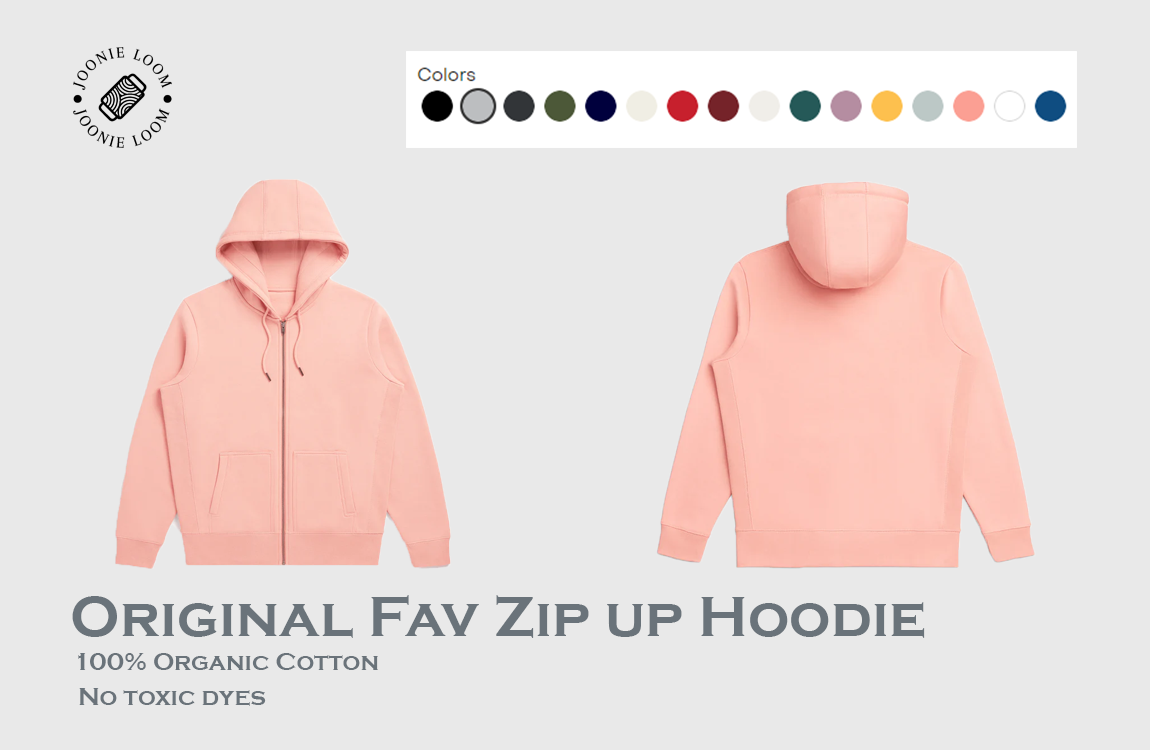 JOONIE LOOM
JOONIE LOOM
Colors
Original Fav Zip up Hoodie
100% Organic Cotton
No toxic dyes